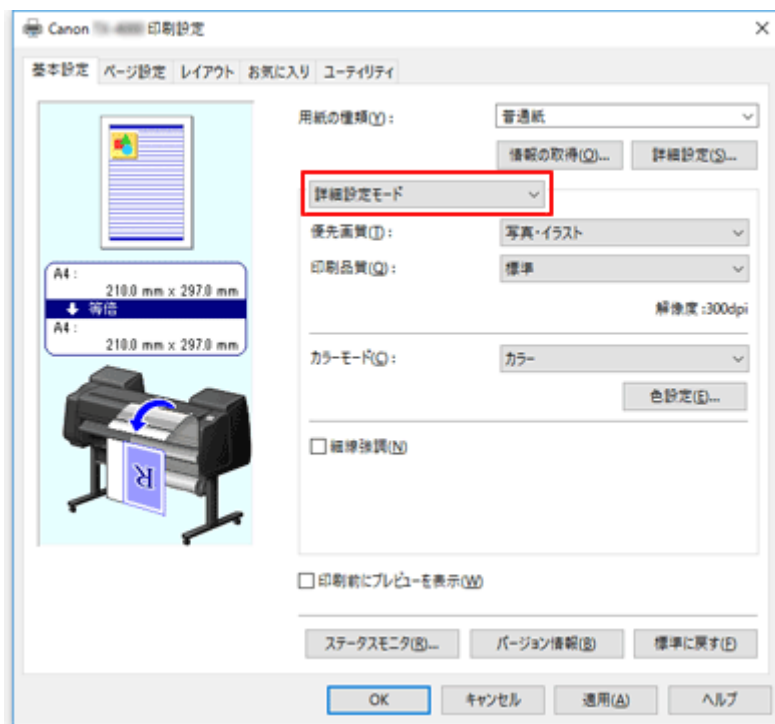 Canon 印刷設定
基本設定 ページ設定 レイアウト お気に入り ユーティリティ
用紙の種類(Y): 普通紙
情報の取得(O)... 詳細設定(S)...
詳細設定モード
優先画質(T): 写真・イラスト
印刷品質(Q): 標準
解像度:300dpi
カラーモード(C): カラー
色設定(E)...
細線強調(N)
A4:
210.0 mm x 297.0 mm
等倍
A4:
210.0 mm x 297.0 mm
R
印刷前にプレビューを表示(W)
ステータスモニタ(R)... バージョン情報(B) 標準に戻す(F)
OK キャンセル 適用(A) ヘルプ